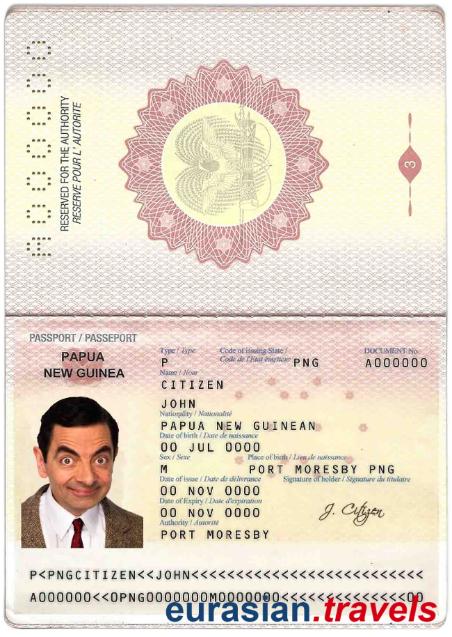 A000000
RESERVED FOR THE AUTHORITY
RESERVE POUR L' AUTORITE
3
PASSPORT / PASSEPORT
PAPUA
NEW GUINEA
Type / Type
P
Code of issuing State /
Code de l'Etat émetteur
PNG
DOCUMENT No.
A000000
Name / Nom
CITIZEN
JOHN
Nationality / Nationalité
PAPUA NEW GUINEAN
Date of birth / Date de naissance
00 JUL 0000
Sex / Sexe
M
Place of birth / Lieu de naissance
PORT MORESBY PNG
Date of issue / Date de délivrance
00 NOV 0000
Signature of holder / Signature du titulaire
J. Citizen
Date of Expiry / Date d'expiration
00 NOV 0000
Authority / Autorité
PORT MORESBY
P<PNGCITIZEN<<JOHN<<<<<<<<<<<<<<<<<<<<<<<<<<
eurasian.travels